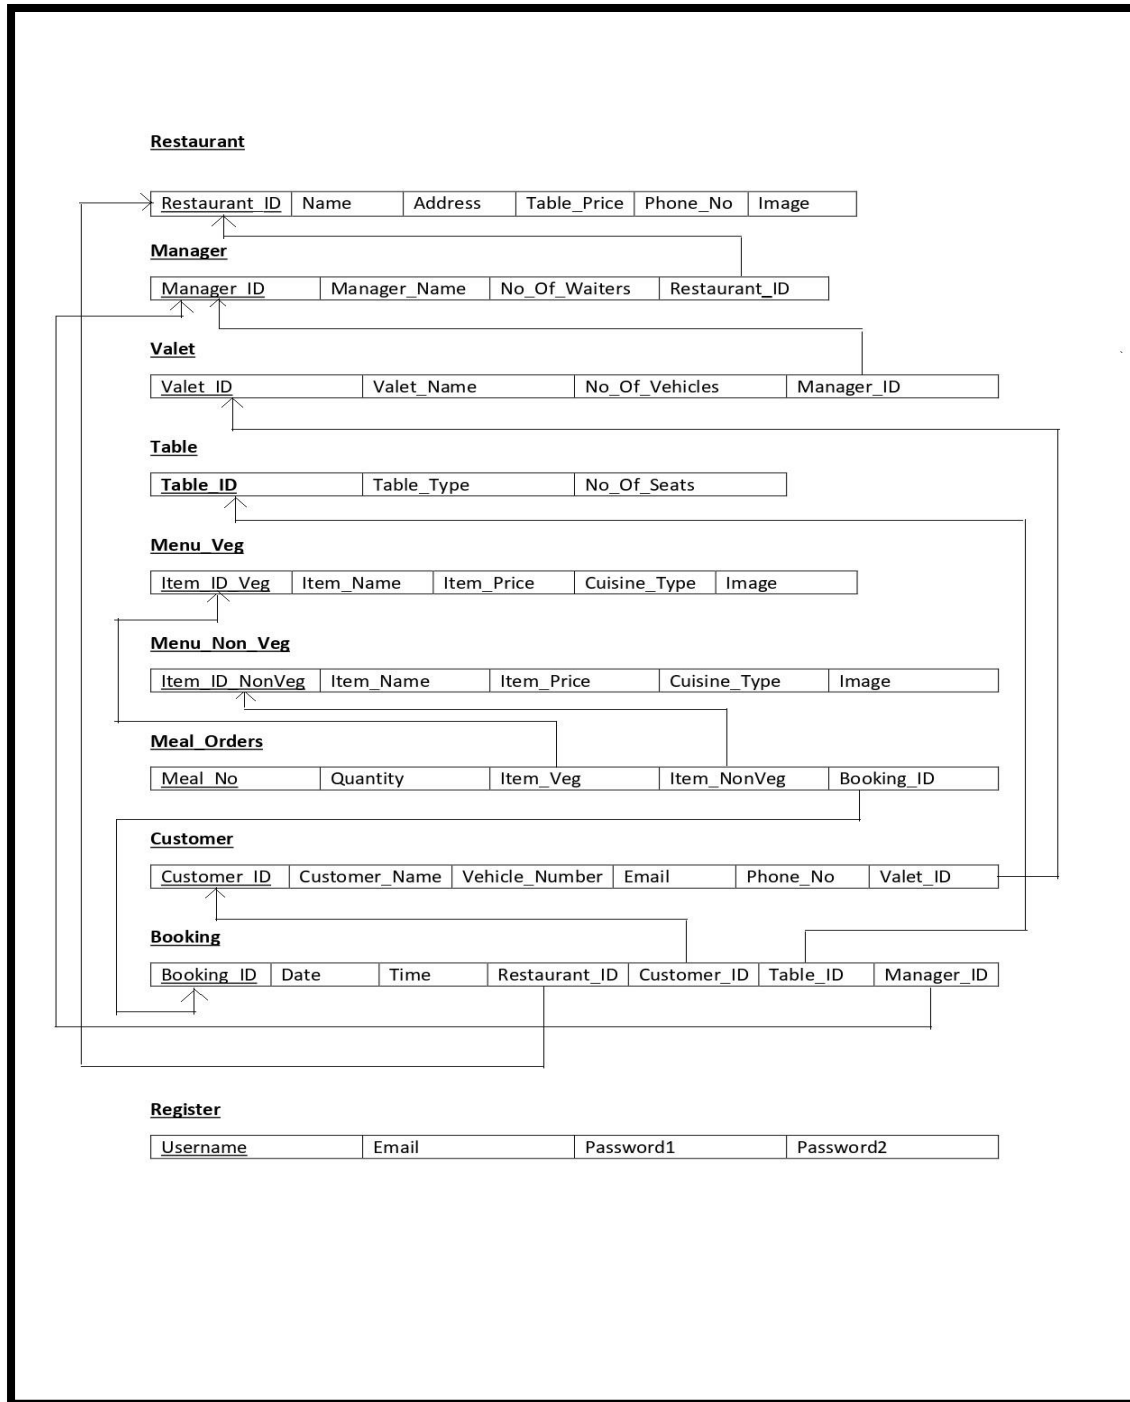 Restaurant
Restaurant_ID Name Address Table_Price Phone_No Image
Manager
Manager_ID Manager_Name No_Of_Waiters Restaurant_ID
Valet
Valet_ID Valet_Name No_Of_Vehicles Manager_ID
Table
Table_ID Table_Type No_Of_Seats
Menu_Veg
Item_ID_Veg Item_Name Item_Price Cuisine_Type Image
Menu_Non_Veg
Item_ID_NonVeg Item_Name Item_Price Cuisine_Type Image
Meal_Orders
Meal_No Quantity Item_Veg Item_NonVeg Booking_ID
Customer
Customer_ID Customer_Name Vehicle_Number Email Phone_No Valet_ID
Booking
Booking_ID Date Time Restaurant_ID Customer_ID Table_ID Manager_ID
Register
Username Email Password1 Password2